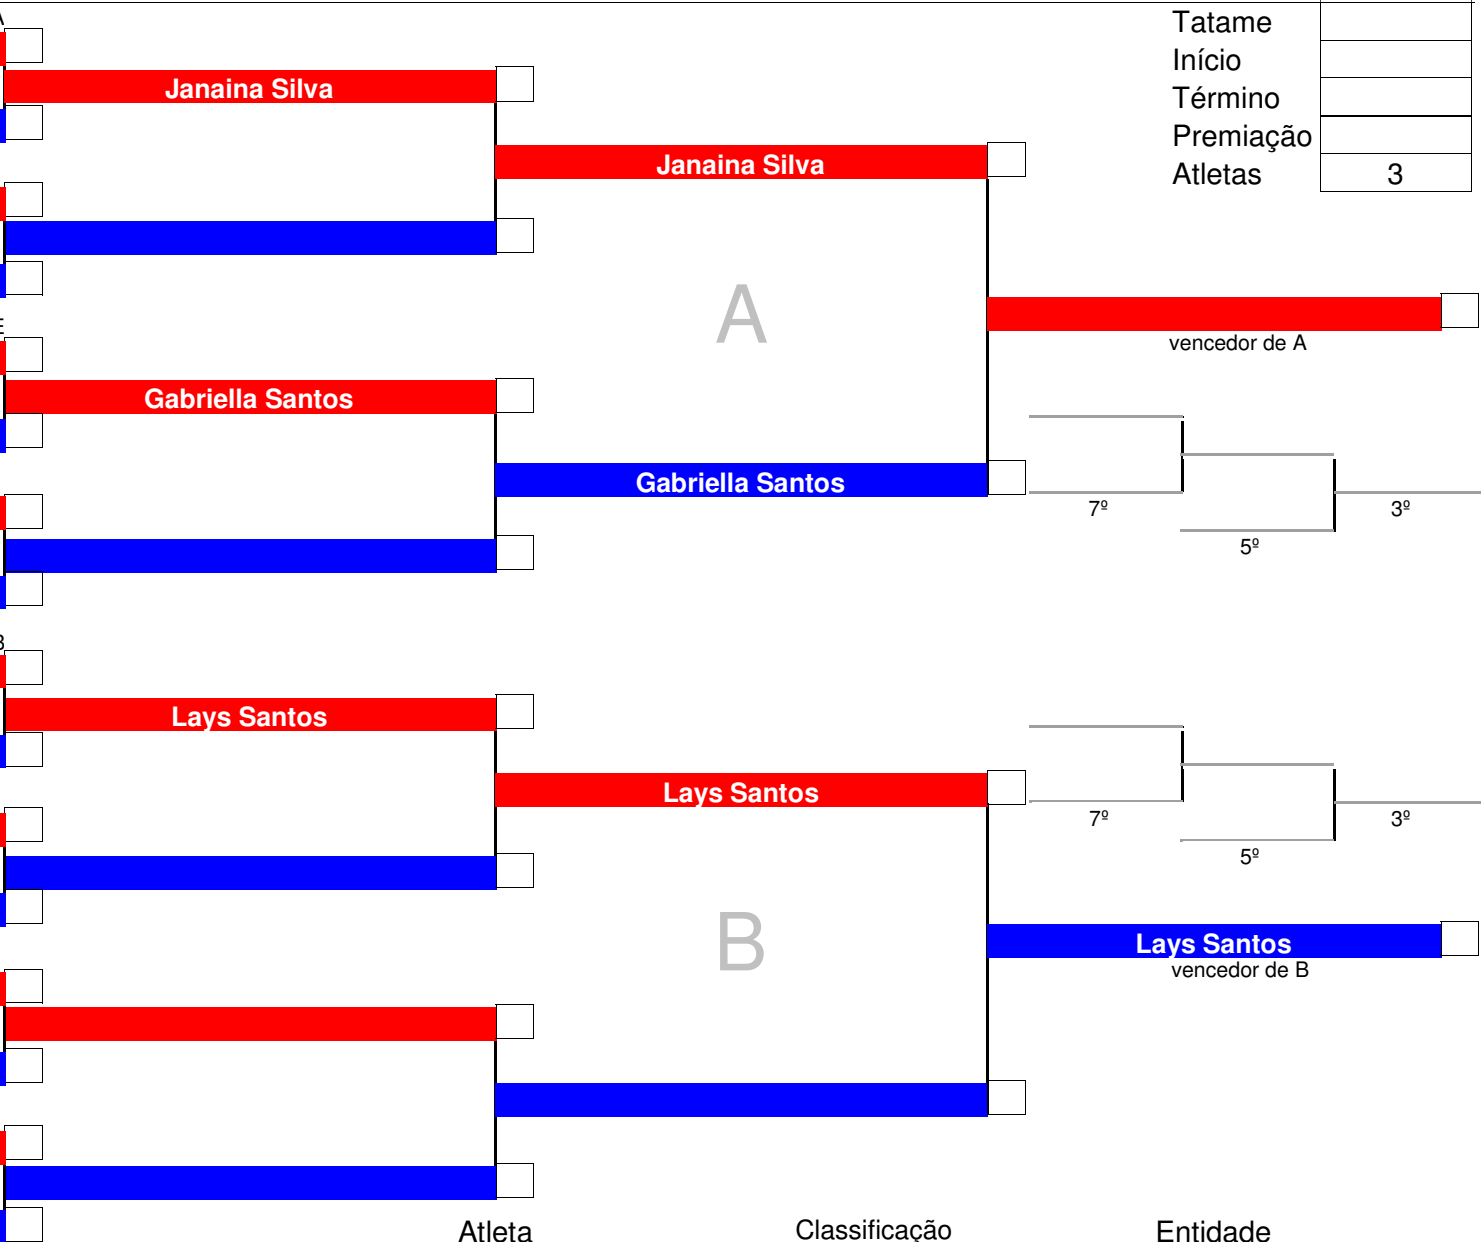 Tatame
Início
Término
Premiação
Atletas 3
Janaina Silva
Janaina Silva
A
vencedor de A
Gabriella Santos
Gabriella Santos
7º
3º
5º
Lays Santos
Lays Santos
7º
3º
5º
B
Lays Santos
vencedor de B
Atleta Classificação Entidade